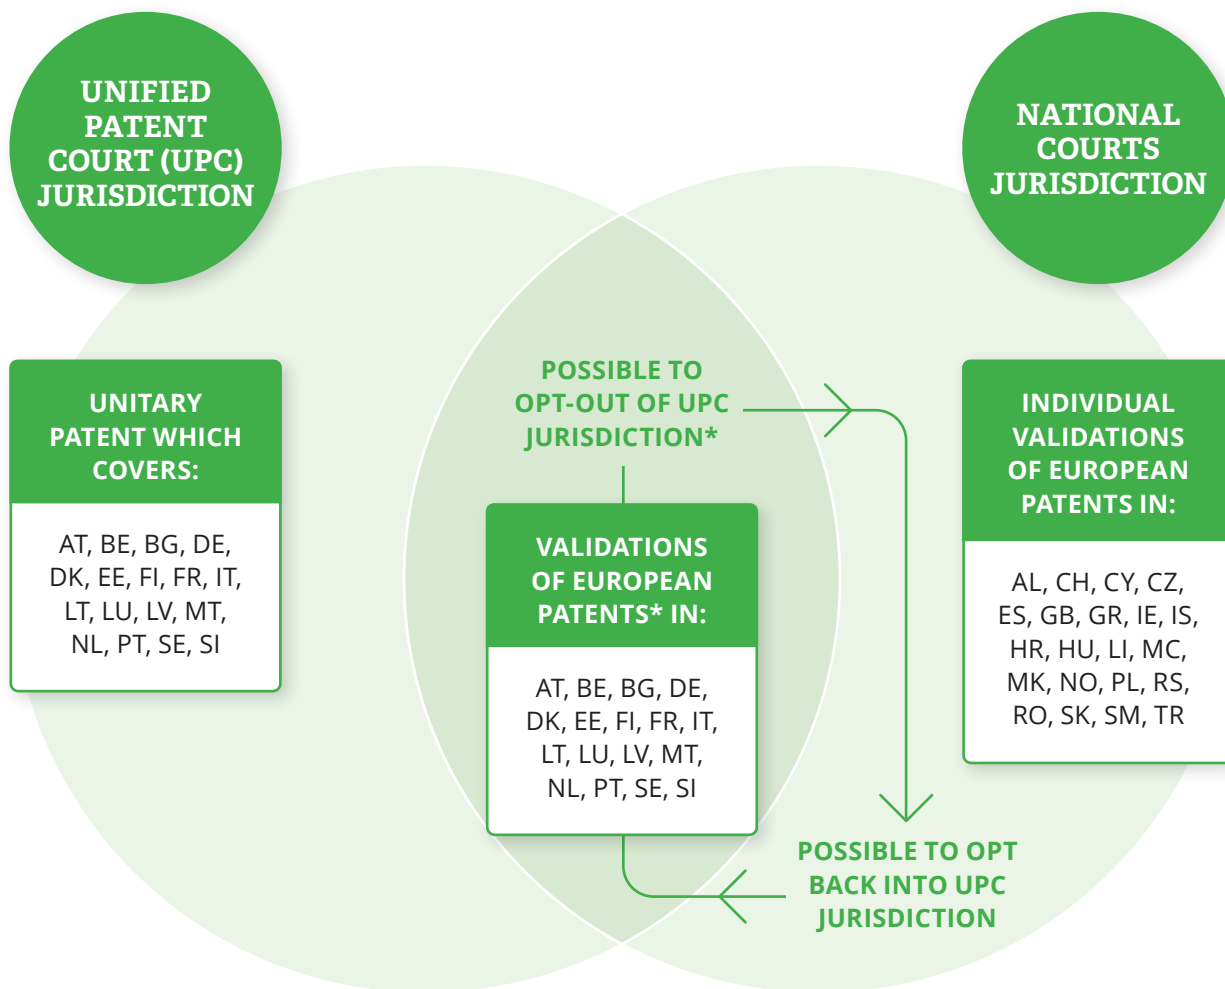 UNIFIED
PATENT
COURT (UPC)
JURISDICTION
NATIONAL
COURTS
JURISDICTION
UNITARY
PATENT WHICH
COVERS:
AT, BE, BG, DE,
DK, EE, FI, FR, IT,
LT, LU, LV, MT,
NL, PT, SE, SI
POSSIBLE TO
OPT-OUT OF UPC
JURISDICTION*
VALIDATIONS
OF EUROPEAN
PATENTS* IN:
AT, BE, BG, DE,
DK, EE, FI, FR, IT,
LT, LU, LV, MT,
NL, PT, SE, SI
INDIVIDUAL
VALIDATIONS
OF EUROPEAN
PATENTS IN:
AL, CH, CY, CZ,
ES, GB, GR, IE, IS,
HR, HU, LI, MC,
MK, NO, PL, RS,
RO, SK, SM, TR
POSSIBLE TO OPT
BACK INTO UPC
JURISDICTION